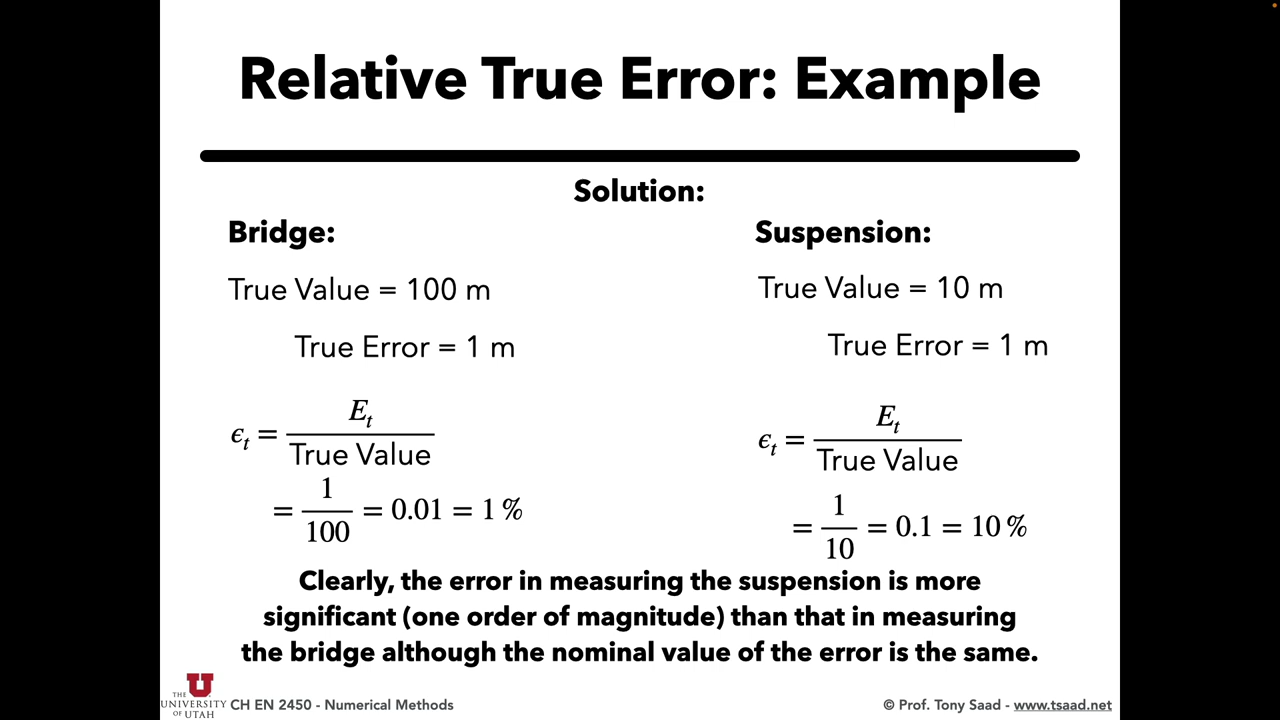 Relative True Error: Example
Solution:
Bridge:
True Value = 100 m
True Error = 1 m
ϵₜ = Eₜ / True Value
= 1/100 = 0.01 = 1 %
Suspension:
True Value = 10 m
True Error = 1 m
ϵₜ = Eₜ / True Value
= 1/10 = 0.1 = 10 %
Clearly, the error in measuring the suspension is more
significant (one order of magnitude) than that in measuring
the bridge although the nominal value of the error is the same.
THE
UNIVERSITY
OF UTAH
CH EN 2450 - Numerical Methods
© Prof. Tony Saad - www.tsaad.net